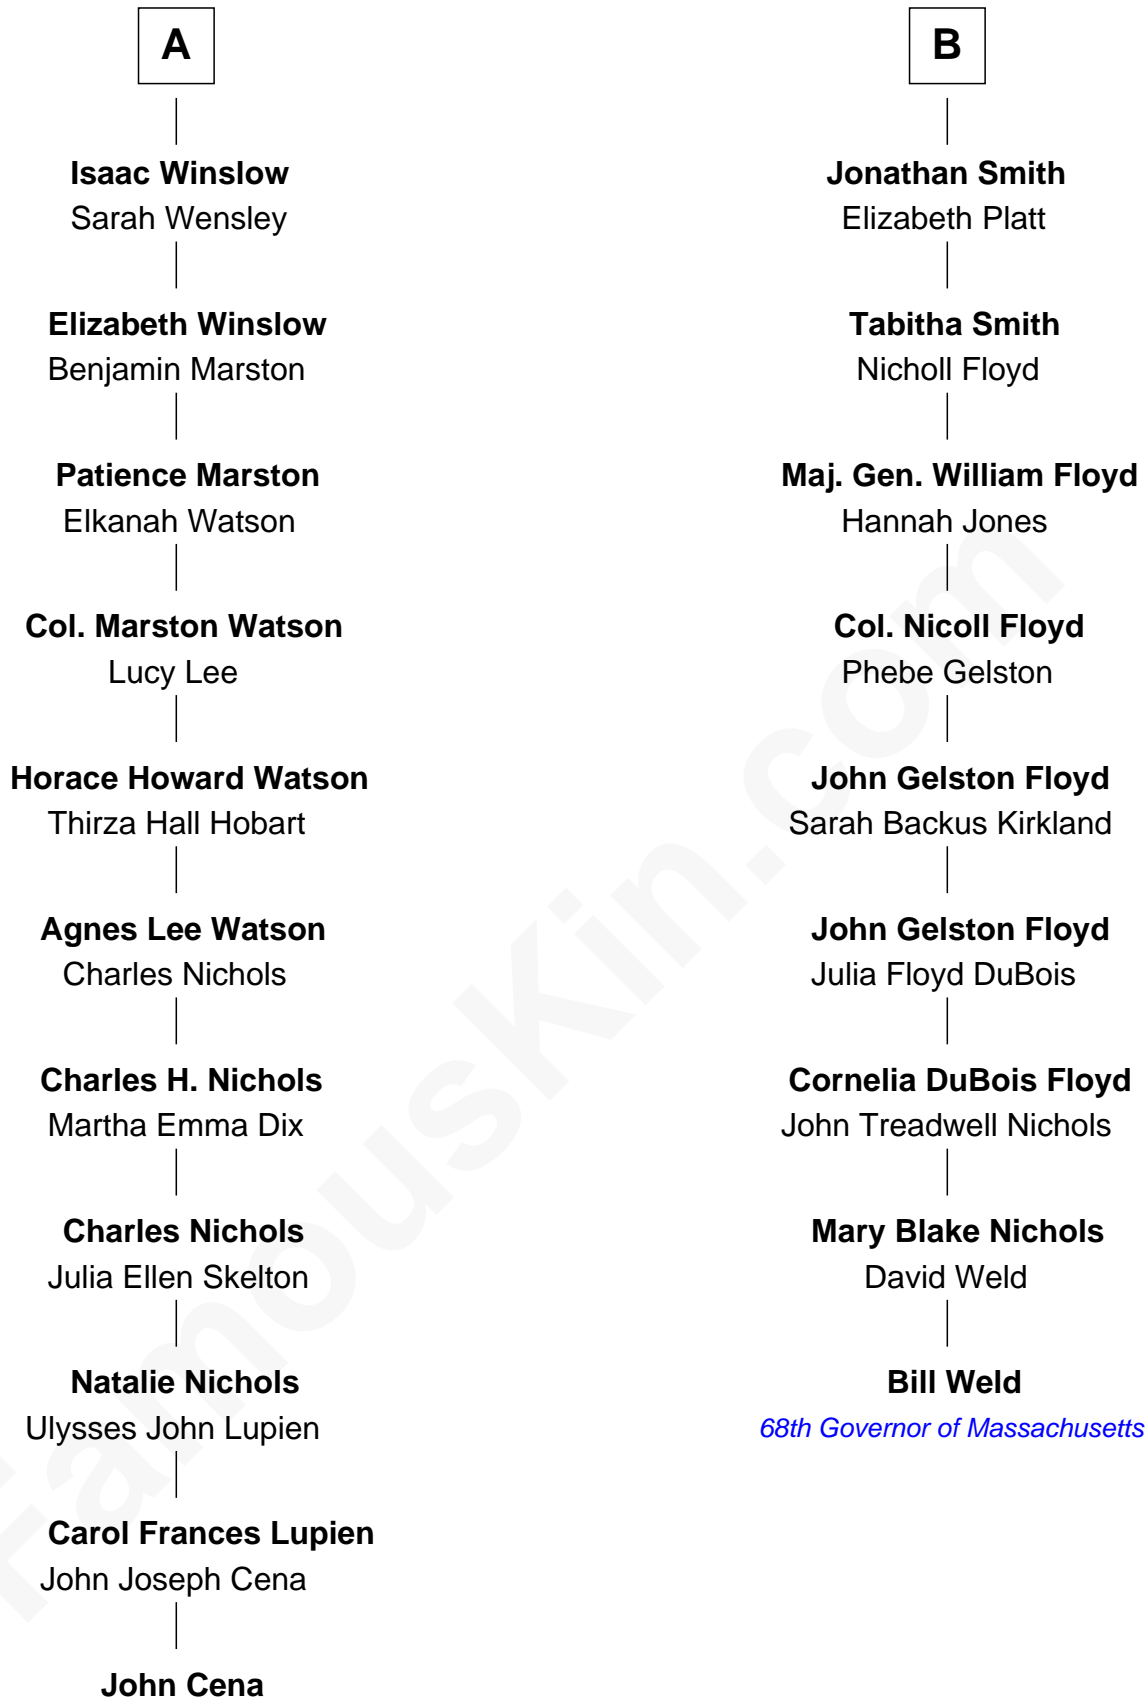 A
Isaac Winslow
Sarah Wensley
Elizabeth Winslow
Benjamin Marston
Patience Marston
Elkanah Watson
Col. Marston Watson
Lucy Lee
Horace Howard Watson
Thirza Hall Hobart
Agnes Lee Watson
Charles Nichols
Charles H. Nichols
Martha Emma Dix
Charles Nichols
Julia Ellen Skelton
Natalie Nichols
Ulysses John Lupien
Carol Frances Lupien
John Joseph Cena
John Cena
B
Jonathan Smith
Elizabeth Platt
Tabitha Smith
Nicholl Floyd
Maj. Gen. William Floyd
Hannah Jones
Col. Nicoll Floyd
Phebe Gelston
John Gelston Floyd
Sarah Backus Kirkland
John Gelston Floyd
Julia Floyd DuBois
Cornelia DuBois Floyd
John Treadwell Nichols
Mary Blake Nichols
David Weld
Bill Weld
68th Governor of Massachusetts
FamousKin.com